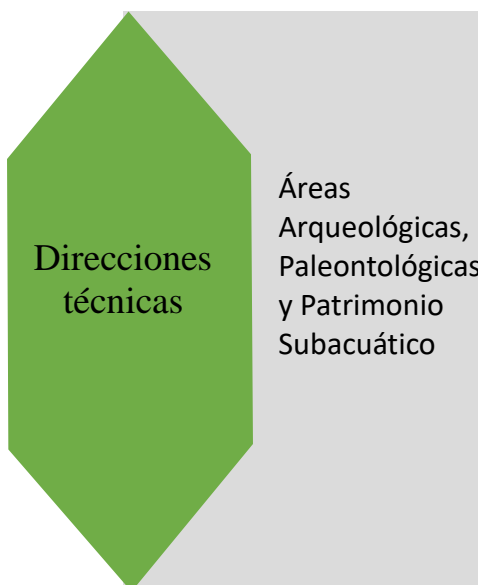 Direcciones
técnicas
Áreas
Arqueológicas,
Paleontológicas
y Patrimonio
Subacuático